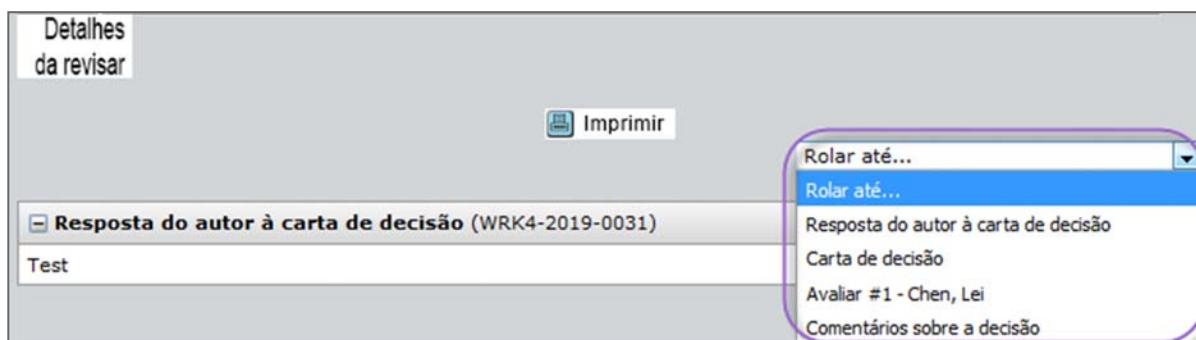 Detalhes
da revisar
Imprimir
Rolar até...
Rolar até...
Resposta do autor à carta de decisão (WRK4-2019-0031)
Resposta do autor à carta de decisão
Test
Carta de decisão
Avaliar #1 - Chen, Lei
Comentários sobre a decisão